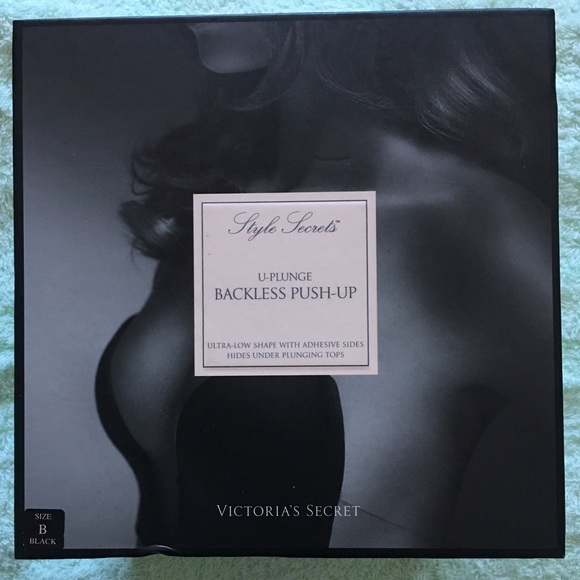 Style Secrets™
U-PLUNGE
BACKLESS PUSH-UP
ULTRA-LOW SHAPE WITH ADHESIVE SIDES
HIDES UNDER PLUNGING TOPS
VICTORIA'S SECRET
SIZE
B
BLACK